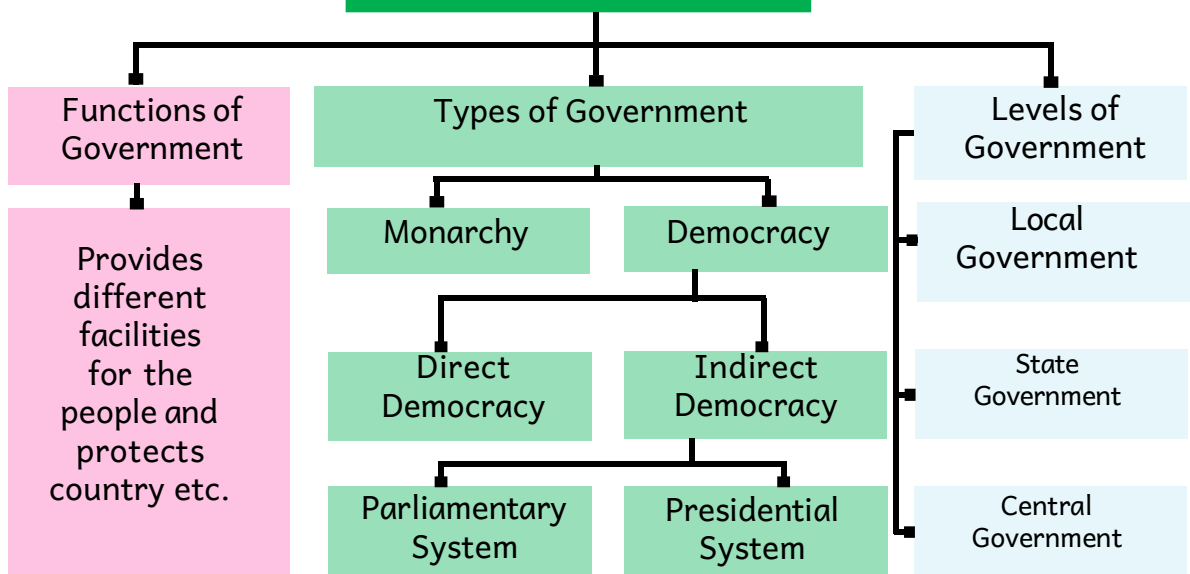 Functions of
Government
Types of Government
Levels of
Government
Provides
different
facilities
for the
people and
protects
country etc.
Monarchy
Democracy
Local
Government
Direct
Democracy
Indirect
Democracy
State
Government
Parliamentary
System
Presidential
System
Central
Government